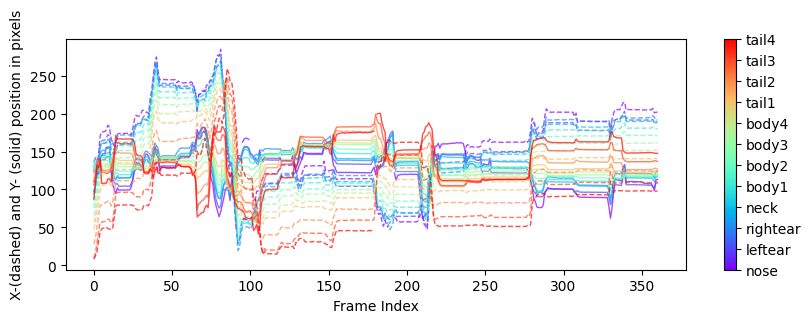 X-(dashed) and Y- (solid) position in pixels
250
200
150
100
50
0
0 50 100 150 200 250 300 350
Frame Index
tail4
tail3
tail2
tail1
body4
body3
body2
body1
neck
rightear
leftear
nose